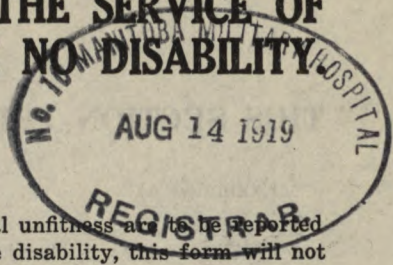 THE SERVICE OF
NO DISABILITY.
No. 10 MANITOBA MILITARY HOSPITAL
AUG 14 1919
REGISTRAR
unfitness are to be reported
disability, this form will not